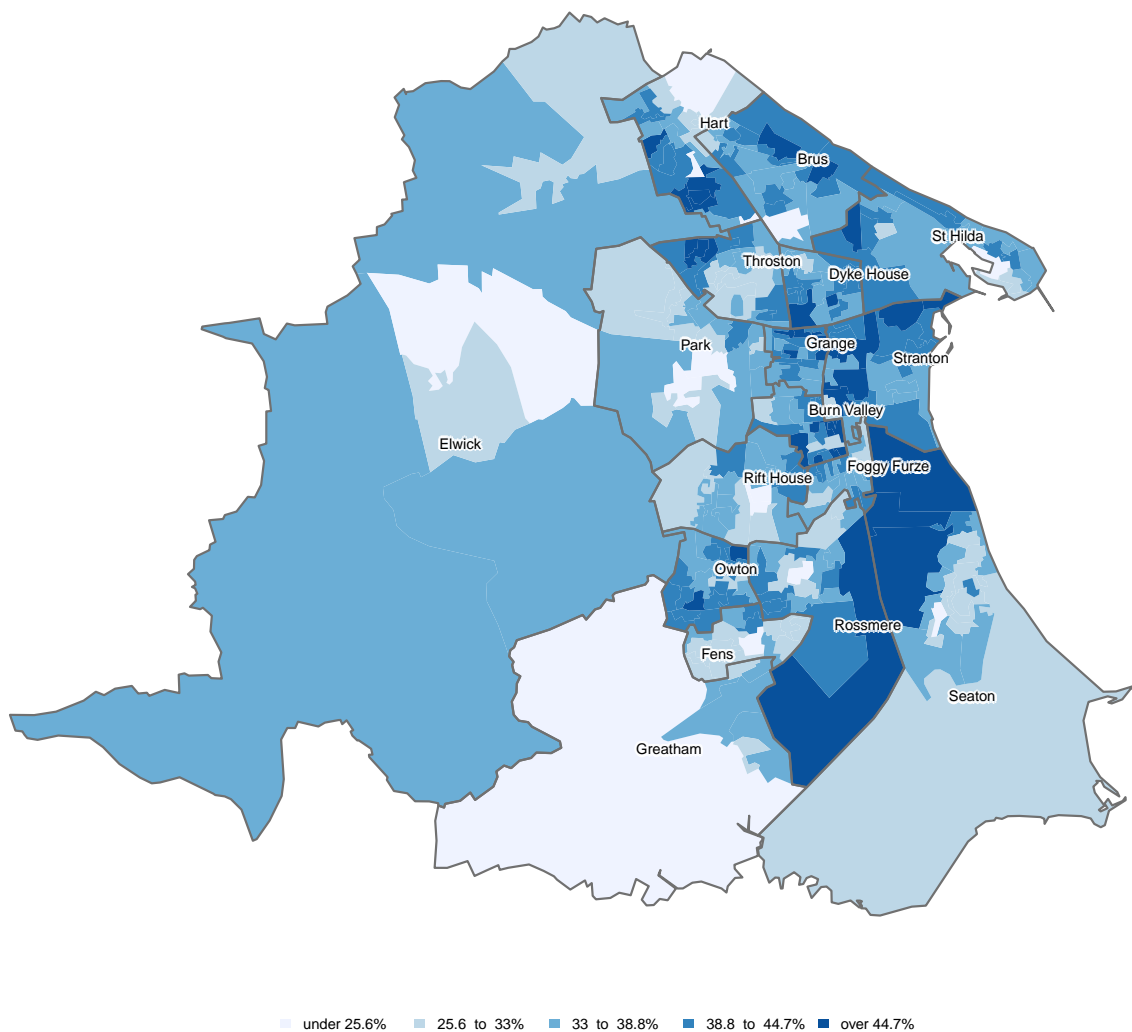 Hart
Brus
St Hilda
Throston
Dyke House
Park
Grange
Stranton
Burn Valley
Elwick
Foggy Furze
Rift House
Owton
Rossmere
Fens
Seaton
Greatham
under 25.6% 25.6 to 33% 33 to 38.8% 38.8 to 44.7% over 44.7%